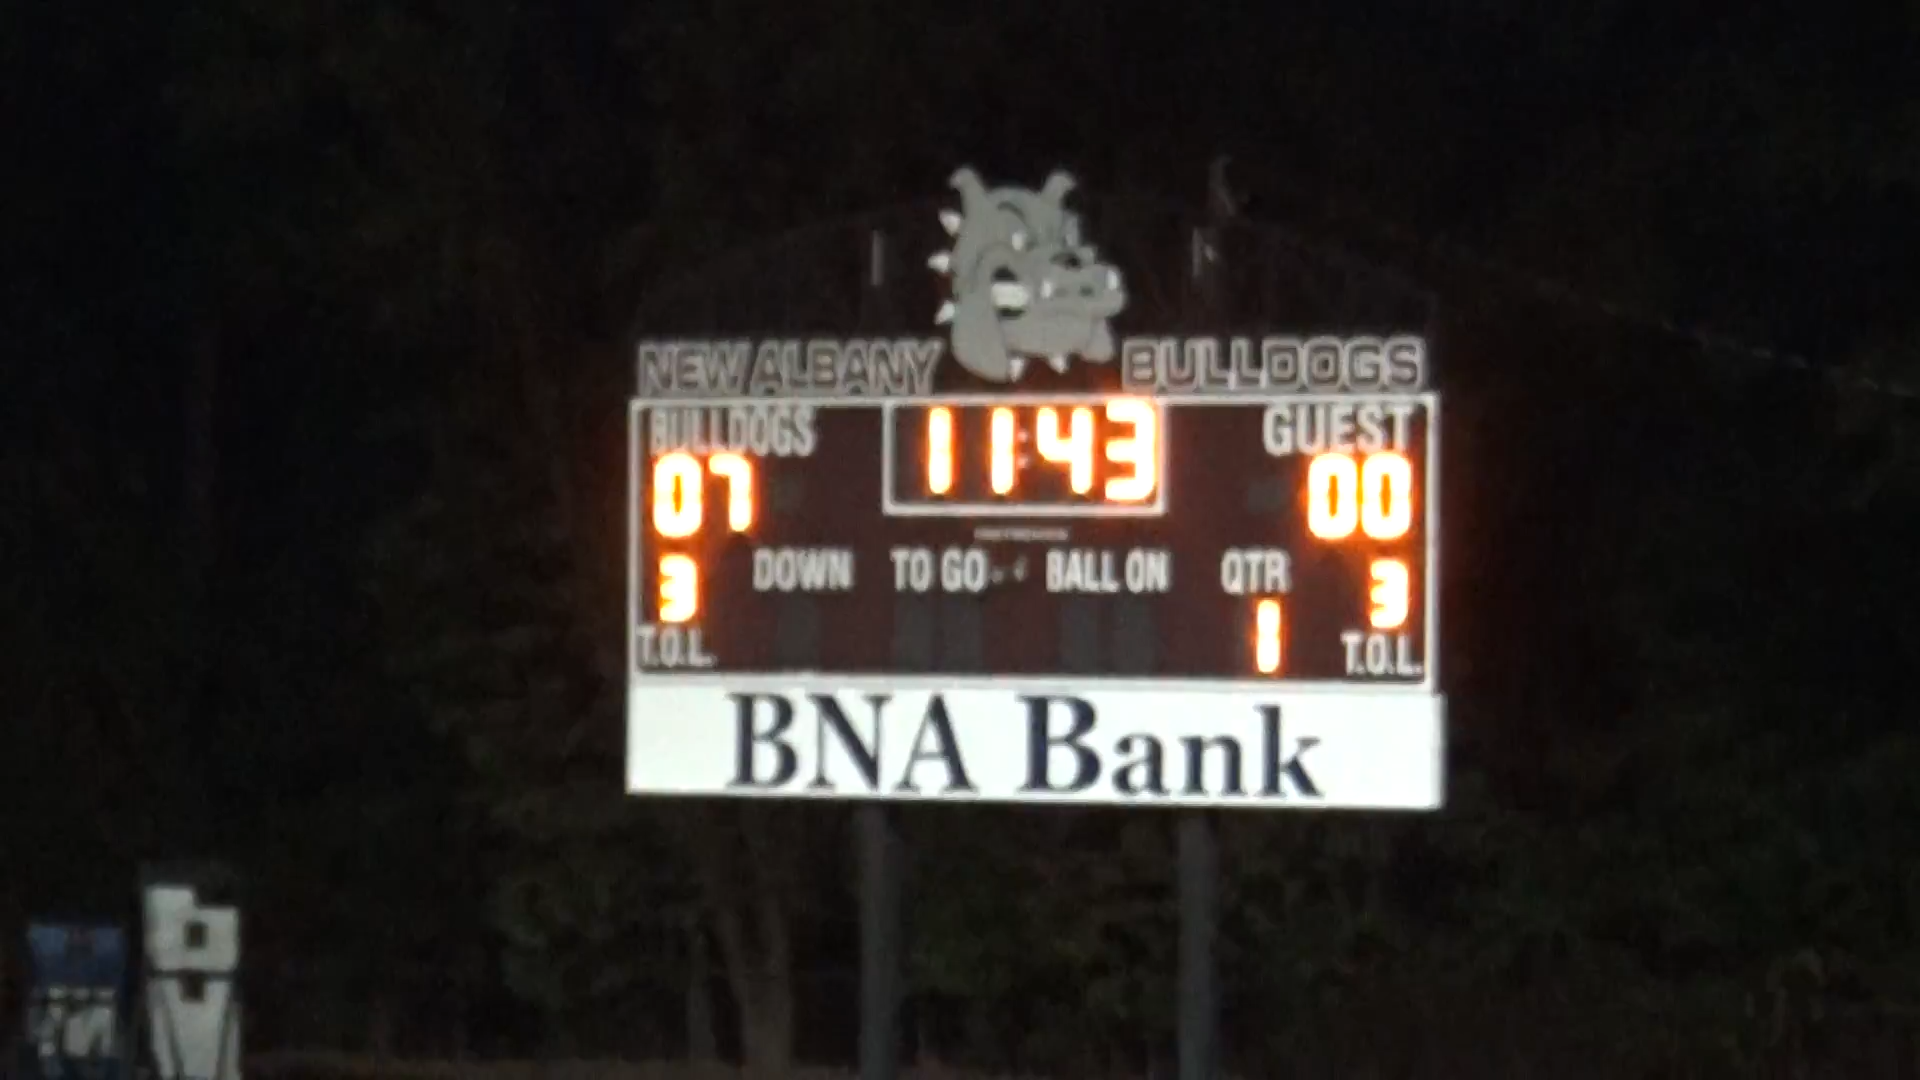 NEW ALBANY BULLDOGS
BULLDOGS 11:43 GUEST
07 00
3 DOWN TO GO BALL ON QTR 3
T.O.L. 1 T.O.L.
BNA Bank